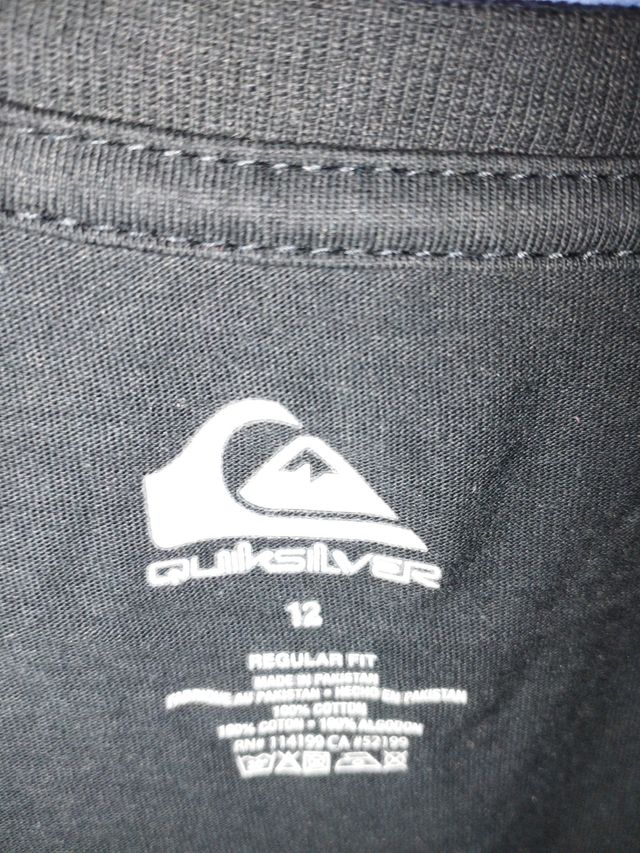 QUIKSILVER
12
REGULAR FIT
MADE IN PAKISTAN
FABRIQUÉ AU PAKISTAN • HECHO EN PAKISTAN
100% COTTON
100% COTON • 100% ALGODON
RN# 114199 CA #52199